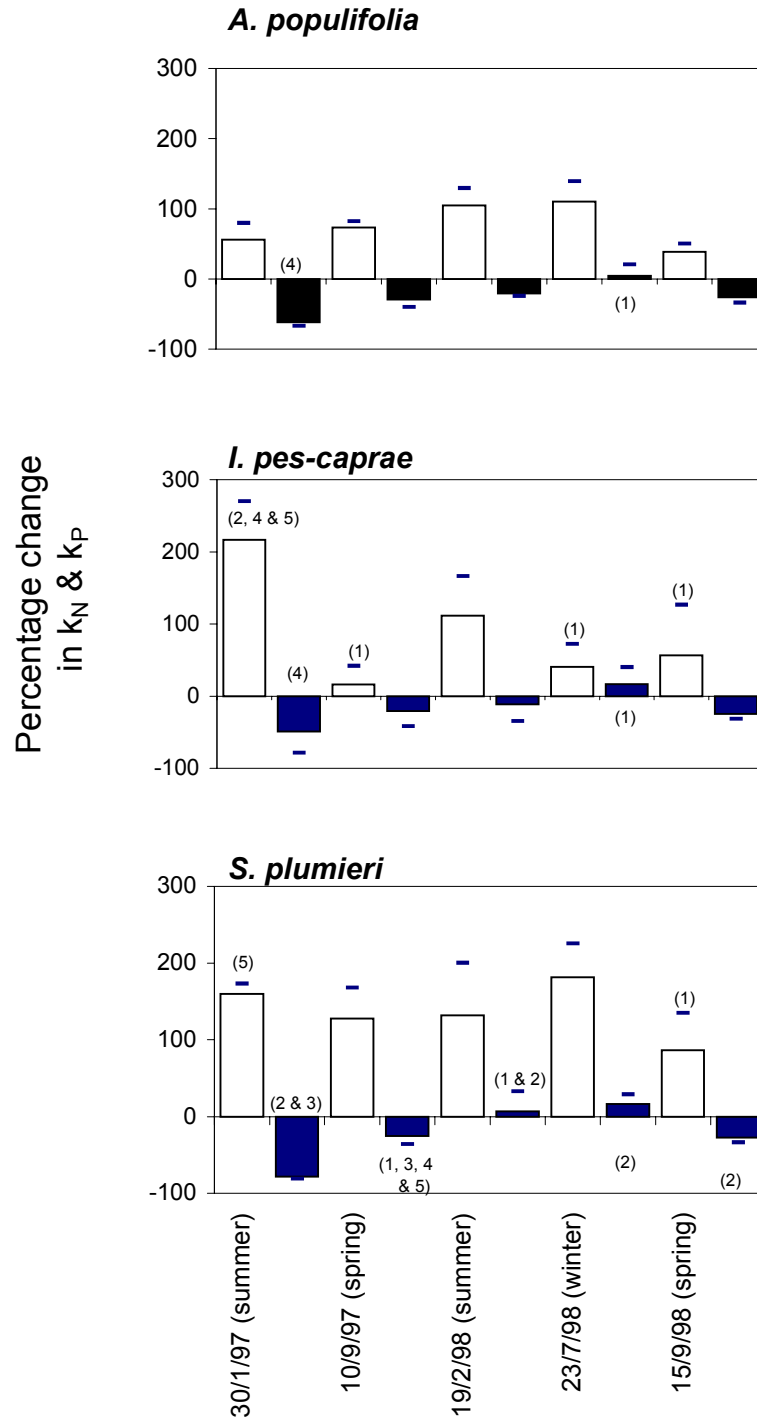 A. populifolia
300
200
100
(4)
0
(1)
-100
Percentage change
in kN & kP
I. pes-caprae
300
(2, 4 & 5)
200
(1)
100
(1)
(1)
(4)
0
(1)
-100
S. plumieri
300
(5)
200
(1)
100
(1 & 2)
(2 & 3)
0
(1, 3, 4
& 5)
(2)
(2)
-100
30/1/97 (summer)
10/9/97 (spring)
19/2/98 (summer)
23/7/98 (winter)
15/9/98 (spring)